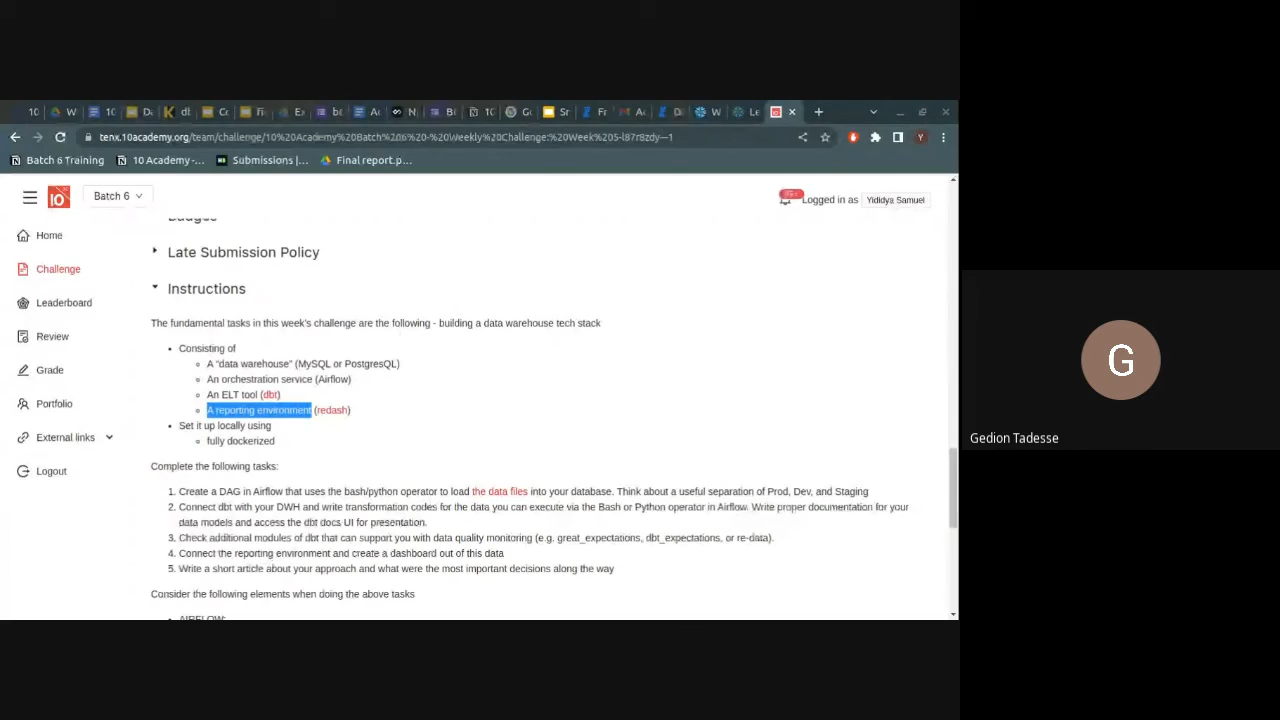 10 W 10 Da Cr Ex N 10 Sr Fr W
tenx.10academy.org/team/challenge/10%20Academy%20Batch%206%20-%20Weekly%20Challenge:%20Week%205-l87r8zdy--1
Batch 6 Training 10 Academy -... Submissions |... Final report.p...
10 Batch 6 Logged in as Yididya Samuel
Badges
Home
Late Submission Policy
Challenge
Instructions
Leaderboard
The fundamental tasks in this week's challenge are the following - building a data warehouse tech stack
Review
Consisting of
A "data warehouse" (MySQL or PostgresQL)
Grade
An orchestration service (Airflow)
An ELT tool (dbt)
Portfolio
A reporting environment (redash)
External links
Set it up locally using
fully dockerized
Logout
Complete the following tasks:
1. Create a DAG in Airflow that uses the bash/python operator to load the data files into your database. Think about a useful separation of Prod, Dev, and Staging
2. Connect dbt with your DWH and write transformation codes for the data you can execute via the Bash or Python operator in Airflow. Write proper documentation for your
data models and access the dbt docs UI for presentation.
3. Check additional modules of dbt that can support you with data quality monitoring (e.g. great_expectations, dbt_expectations, or re-data).
4. Connect the reporting environment and create a dashboard out of this data
5. Write a short article about your approach and what were the most important decisions along the way
Consider the following elements when doing the above tasks
AIRFLOW:
G
Gedion Tadesse